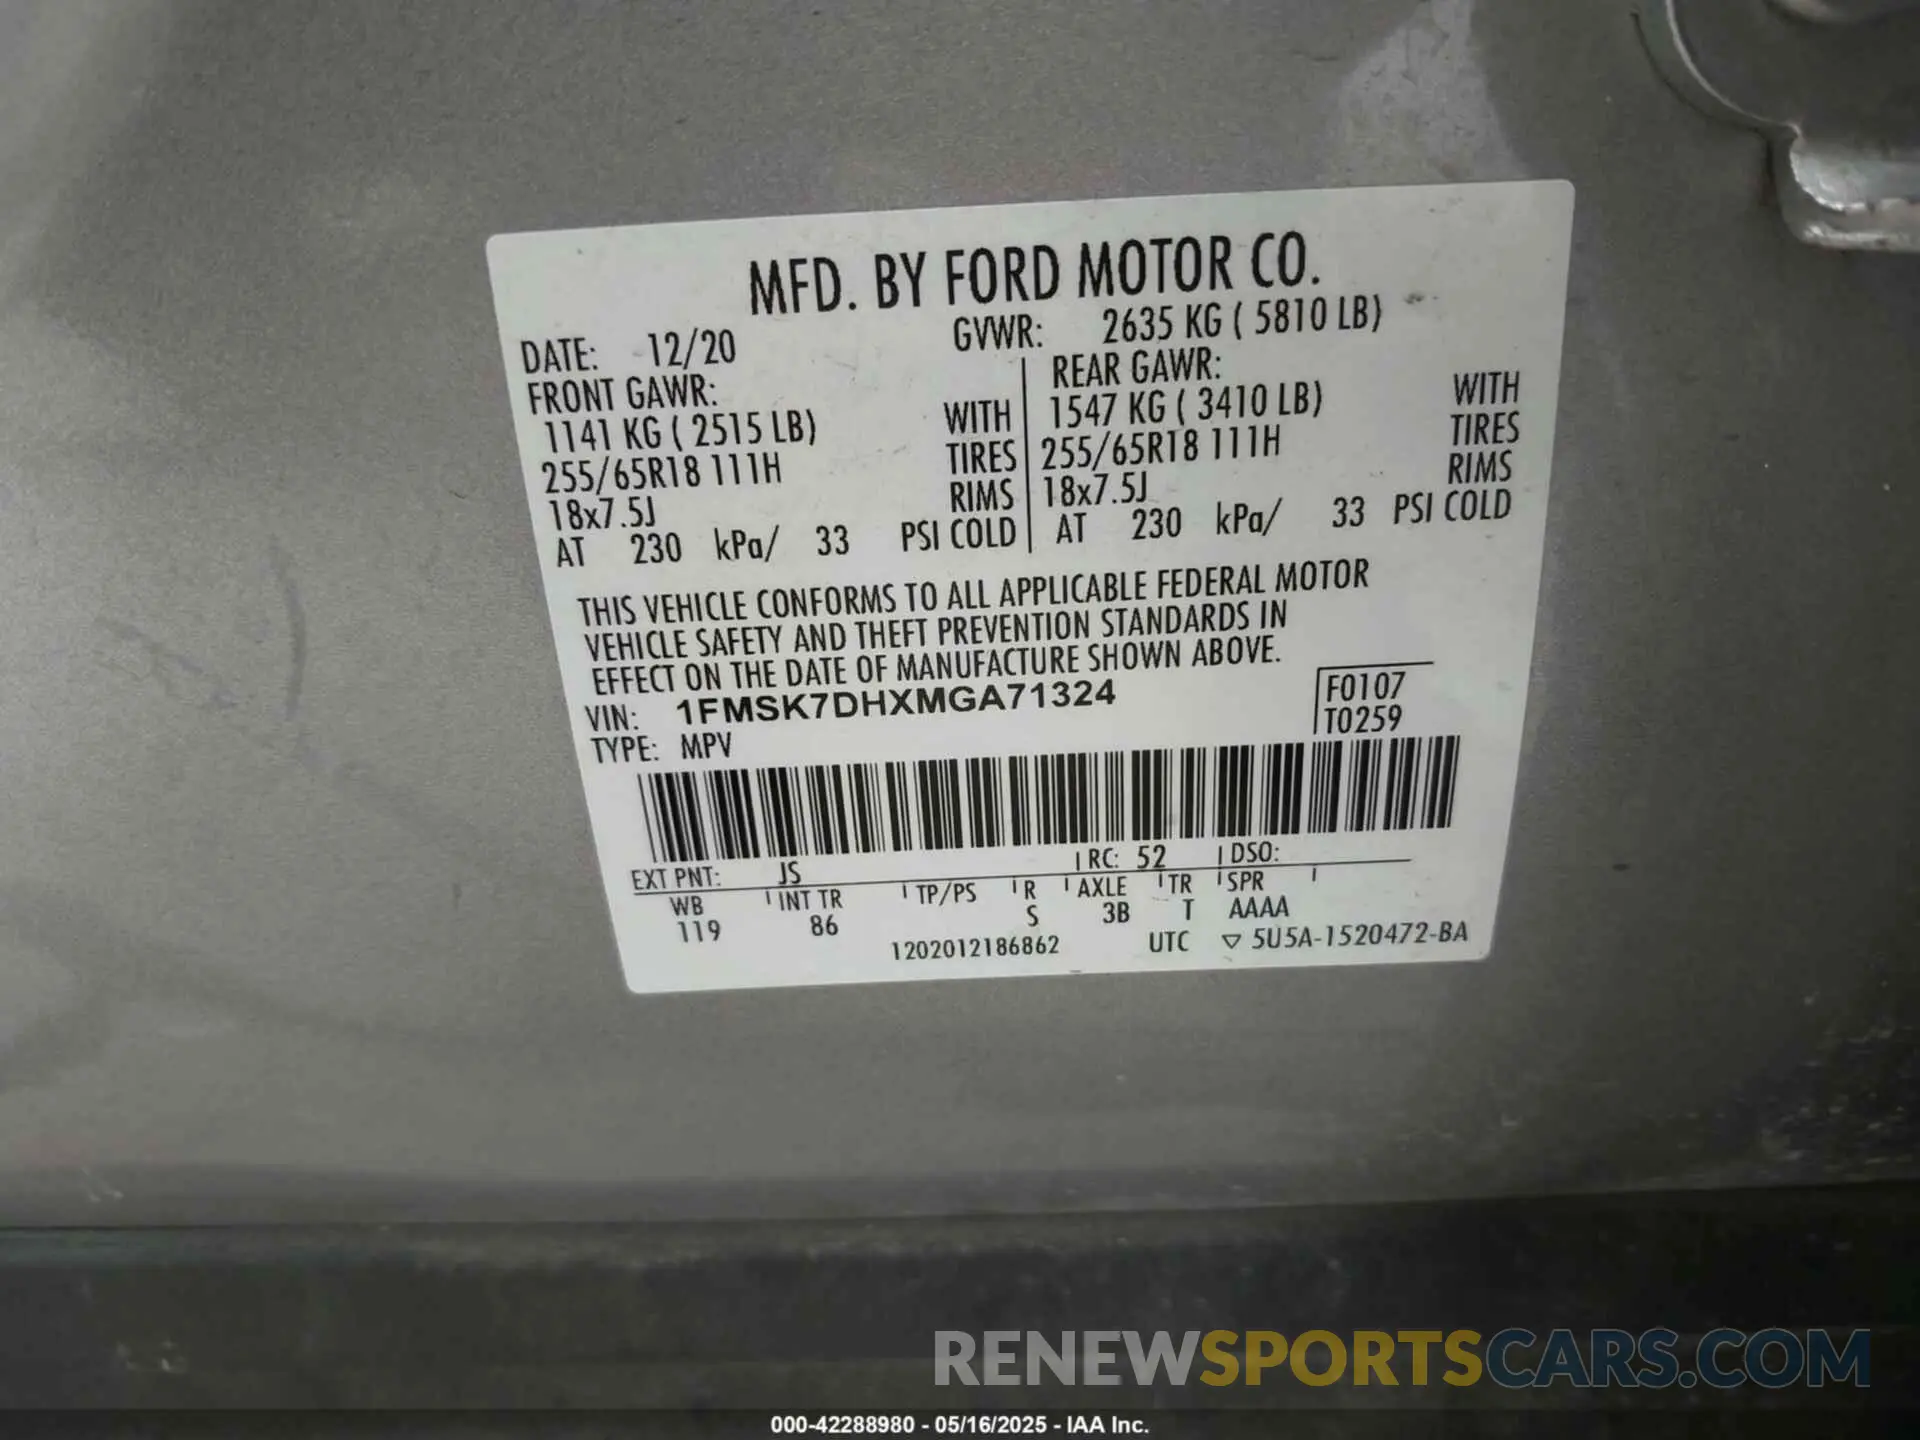 MFD. BY FORD MOTOR CO.
DATE: 12/20 GVWR: 2635 KG ( 5810 LB)
FRONT GAWR: REAR GAWR:
1141 KG ( 2515 LB) WITH 1547 KG ( 3410 LB) WITH
255/65R18 111H TIRES 255/65R18 111H TIRES
18x7.5J RIMS 18x7.5J RIMS
AT 230 kPa/ 33 PSI COLD AT 230 kPa/ 33 PSI COLD
THIS VEHICLE CONFORMS TO ALL APPLICABLE FEDERAL MOTOR
VEHICLE SAFETY AND THEFT PREVENTION STANDARDS IN
EFFECT ON THE DATE OF MANUFACTURE SHOWN ABOVE.
VIN: 1FMSK7DHXMGA71324 F0107
TYPE: MPV T0259
EXT PNT: JS RC: 52 DSO:
WB INT TR TP/PS R AXLE TR SPR
119 86 S 3B T AAAA
1202012186862 UTC ▽ 5U5A-1520472-BA
RENEWSPORTSCARS.COM
000-42288980 - 05/16/2025 - IAA Inc.